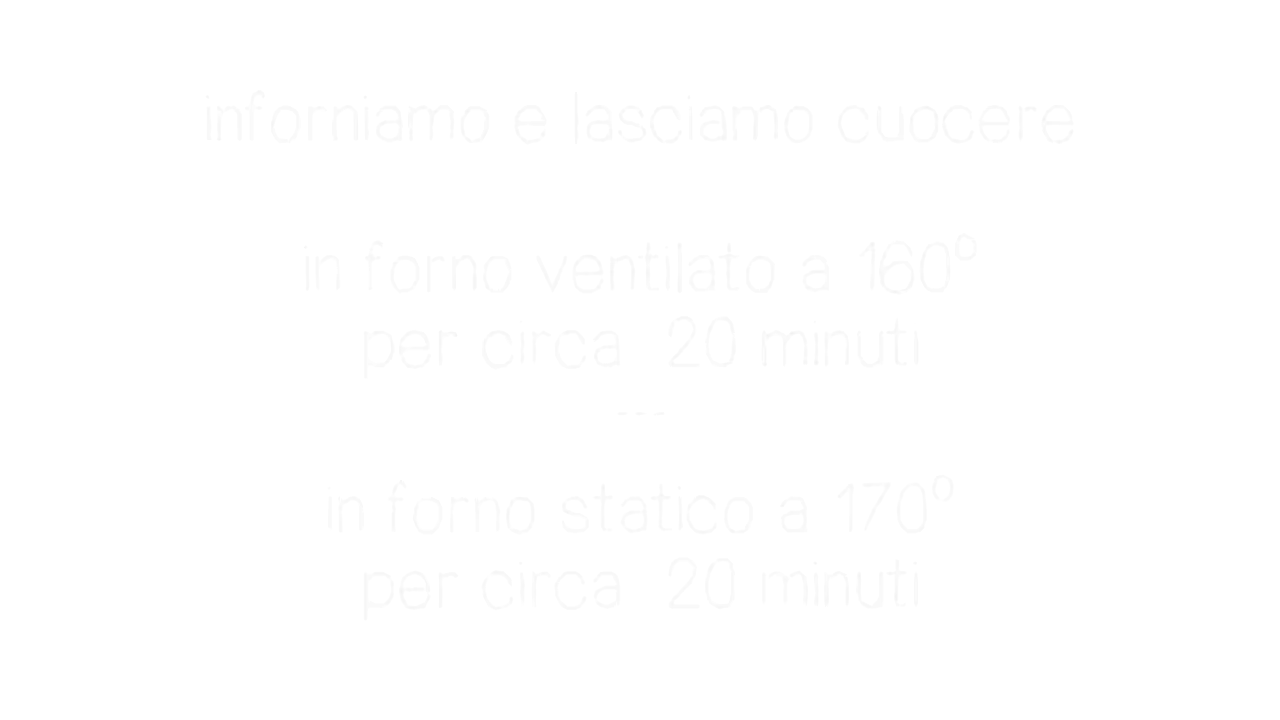 inforniamo e lasciamo cuocere
in forno ventilato a 160°
per circa 20 minuti
---
in forno statico a 170°
per circa 20 minuti